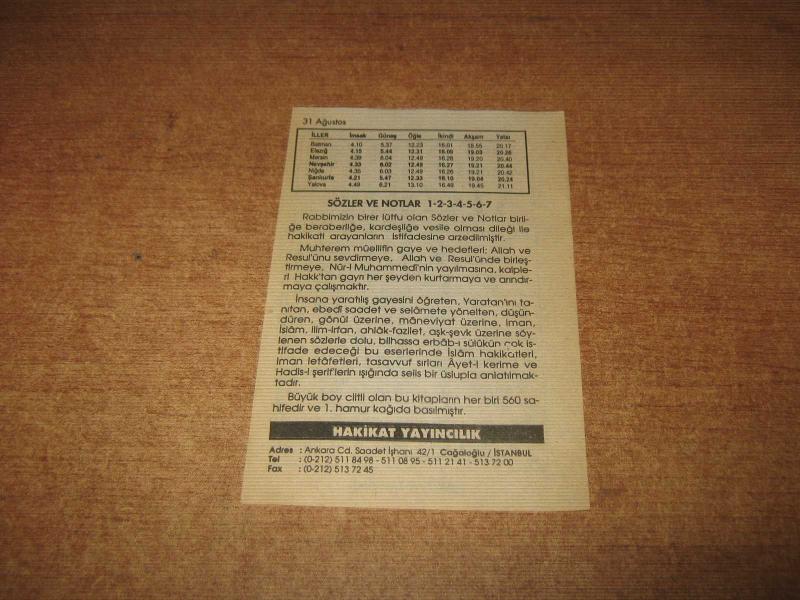 31 Ağustos
İLLER İmsak Güneş Öğle İkindi Akşam Yatsı
Batman 4.10 5.37 12.23 16.01 18.55 20.17
Elazığ 4.15 5.44 12.31 16.09 19.03 20.26
Mersin 4.39 6.04 12.49 16.28 19.20 20.40
Nevşehir 4.33 6.02 12.49 16.27 19.21 20.44
Niğde 4.35 6.03 12.49 16.26 19.21 20.42
Şanlıurfa 4.21 5.47 12.33 16.10 19.04 20.24
Yalova 4.49 6.21 13.10 16.49 19.45 21.11
SÖZLER VE NOTLAR 1-2-3-4-5-6-7
Rabbimizin birer lütfu olan Sözler ve Notlar birli-
ğe beraberliğe, kardeşliğe vesile olması dileği ile
hakikati arayanların istifadesine arzedilmiştir.
Muhterem müellifin gaye ve hedefleri; Allah ve
Resul'ünu sevdirmeye, Allah ve Resul'ünde birleş-
tirmeye, Nûr-i Muhammedî'nin yayılmasına, kalple-
ri Hakk'tan gayrı her şeyden kurtarmaya ve arındır-
maya çalışmaktır.
İnsana yaratılış gayesini öğreten, Yaratan'ını ta-
nıtan, ebedî saadet ve selâmete yönelten, düşün-
düren, gönül üzerine, mâneviyat üzerine, iman,
İslâm, ilim-irfan, ahlâk-fazilet, aşk-şevk üzerine söy-
lenen sözlerle dolu, bilhassa erbâb-ı sülûkün çok is-
tifade edeceği bu eserlerinde İslâm hakikatleri,
iman letâfetleri, tasavvuf sırları Âyet-i kerime ve
Hadis-i şerif'lerin ışığında selis bir üslupla anlatılmak-
tadır.
Büyük boy ciltli olan bu kitapların her biri 560 sa-
hifedir ve 1. hamur kağıda basılmıştır.
HAKİKAT YAYINCILIK
Adres : Ankara Cd. Saadet İşhanı 42/1 Cağaloğlu / İSTANBUL
Tel : (0-212) 511 84 98 - 511 08 95 - 511 21 41 - 513 72 00
Fax : (0-212) 513 72 45